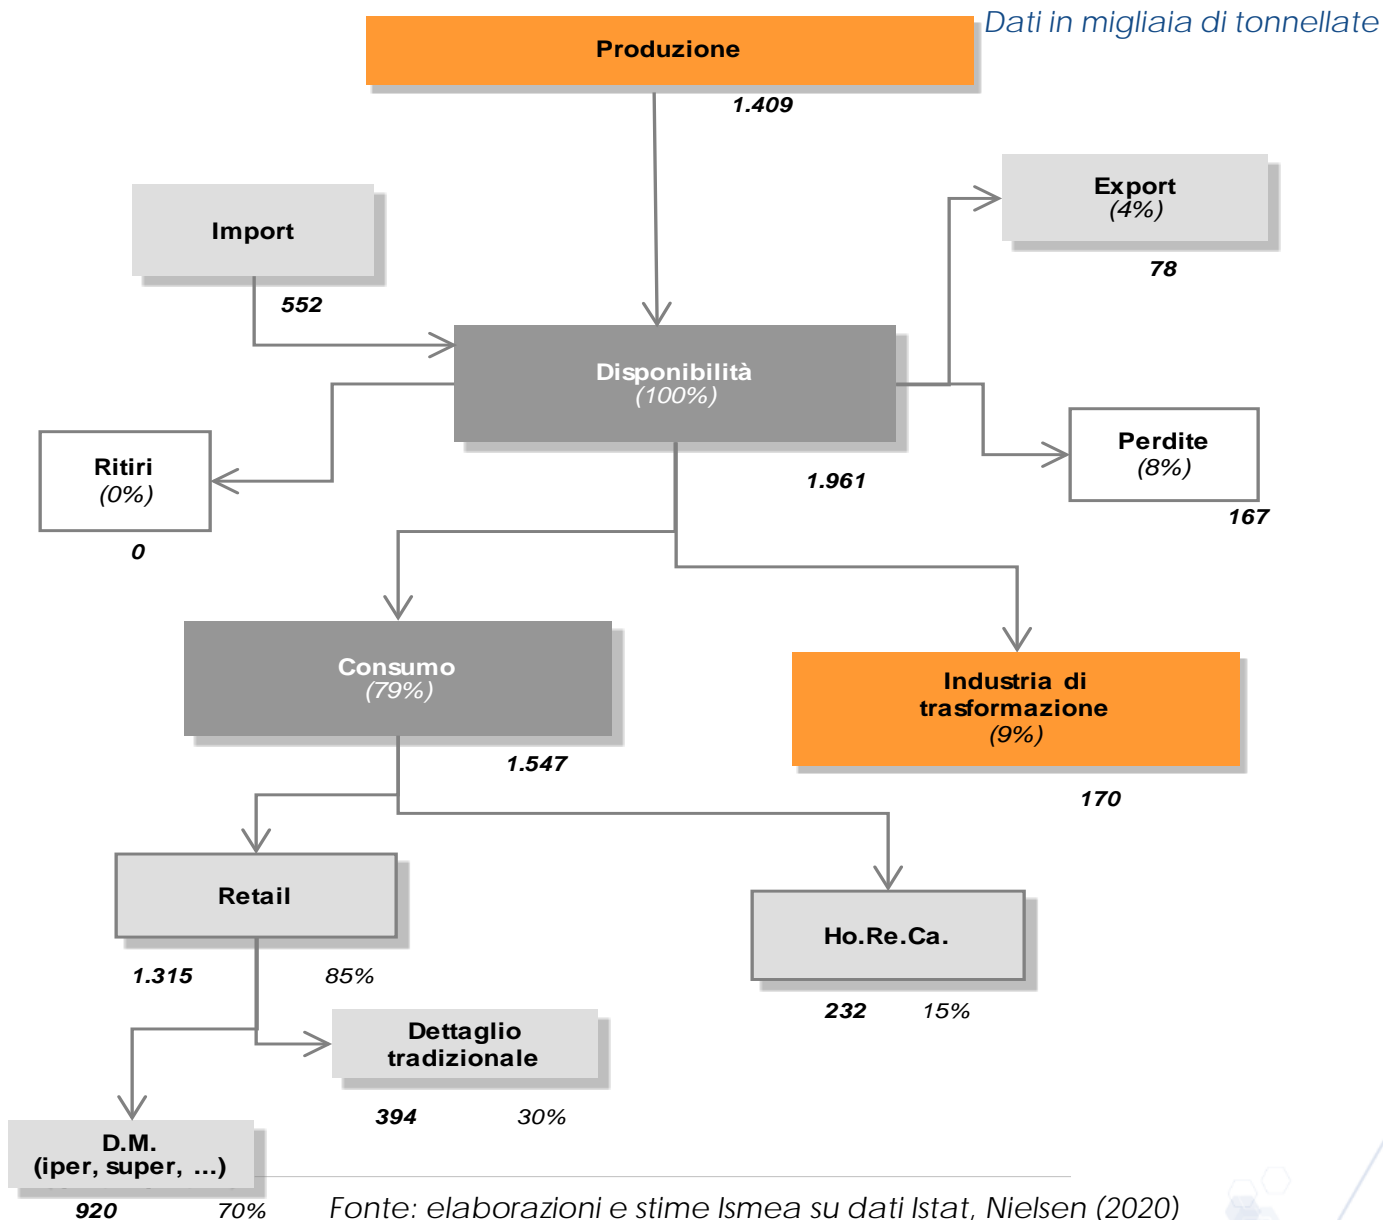 Dati in migliaia di tonnellate
Produzione
1.409
Export
(4%)
78
Import
552
Disponibilità
(100%)
1.961
Perdite
(8%)
167
Ritiri
(0%)
0
Consumo
(79%)
1.547
Industria di
trasformazione
(9%)
170
Retail
1.315 85%
Ho.Re.Ca.
232 15%
Dettaglio
tradizionale
394 30%
D.M.
(iper, super, ...)
920 70%
Fonte: elaborazioni e stime Ismea su dati Istat, Nielsen (2020)